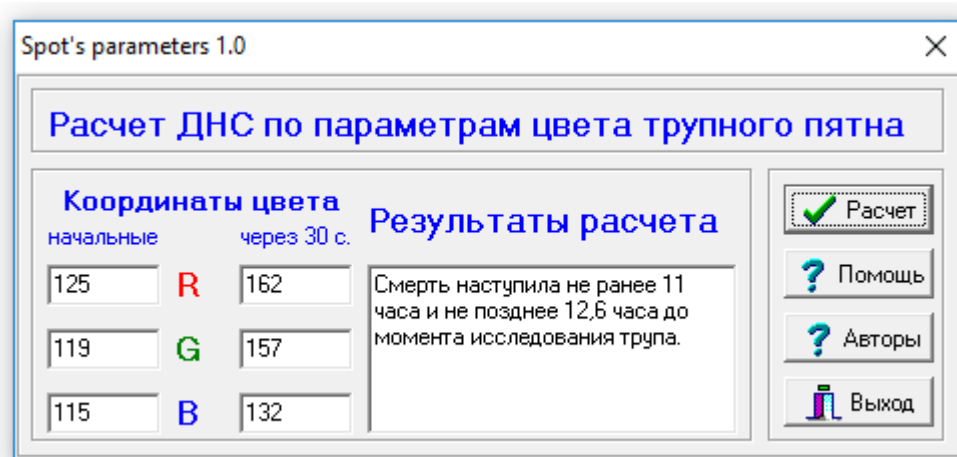 Spot's parameters 1.0
Расчет ДНС по параметрам цвета трупного пятна
Координаты цвета
начальные
через 30 с.
Результаты расчета
125
R
162
119
G
157
115
B
132
Смерть наступила не ранее 11
часа и не позднее 12,6 часа до
момента исследования трупа.
Расчет
Помощь
Авторы
Выход